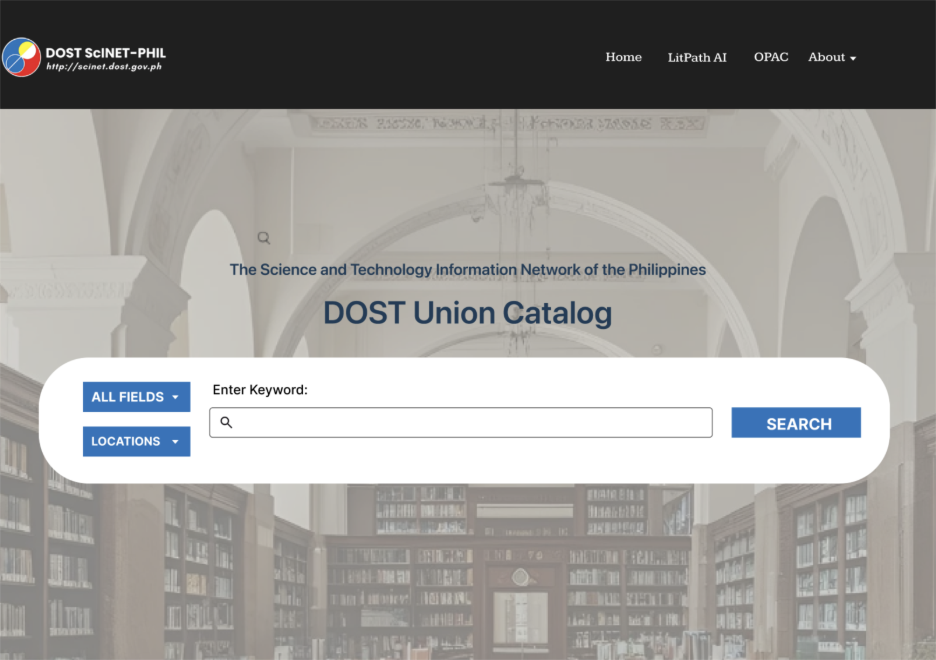 DOST SciNET-PHIL
http://scinet.dost.gov.ph
Home
LitPath AI
OPAC
About
The Science and Technology Information Network of the Philippines
DOST Union Catalog
ALL FIELDS
Enter Keyword:
LOCATIONS
SEARCH